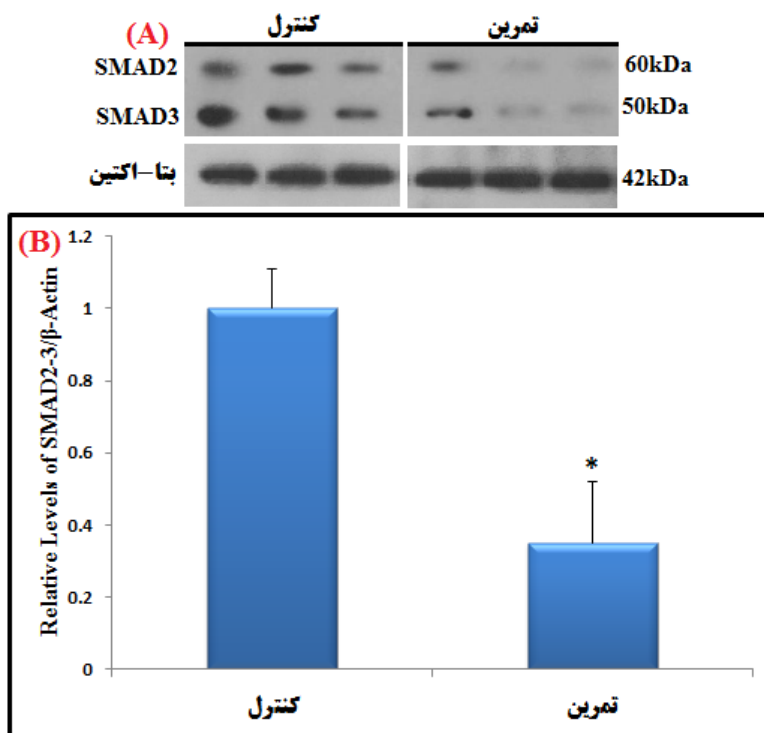 (A)
کنترل
تمرین
SMAD2
60kDa
SMAD3
50kDa
بتا-اکتین
42kDa
(B)
Relative Levels of SMAD2-3/β-Actin
1.2
1
0.8
0.6
0.4
0.2
0
*
کنترل
تمرین